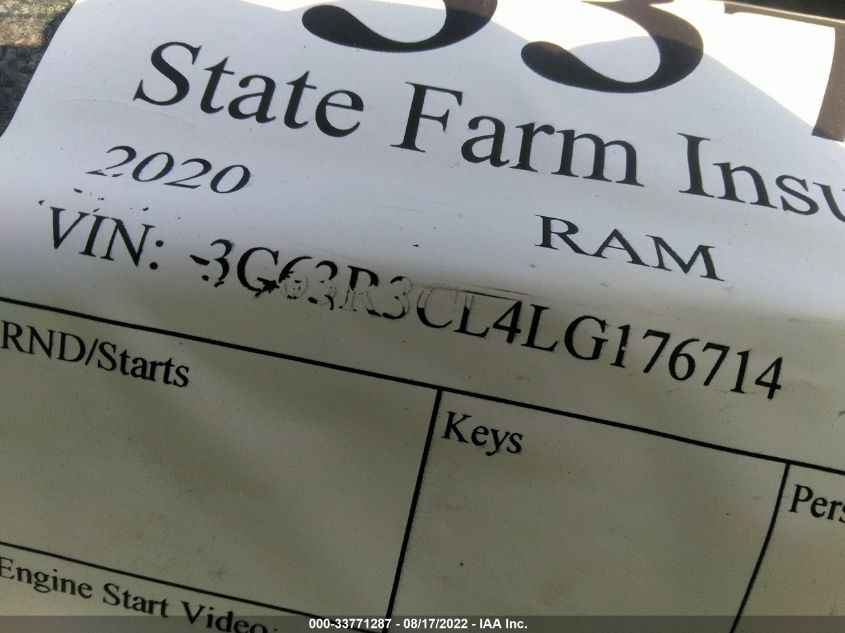 State Farm Insu
2020 RAM
VIN: 3G63R3CL4LG176714
RND/Starts
Keys
Pers
Engine Start Video:
000-33771287 - 08/17/2022 - IAA Inc.